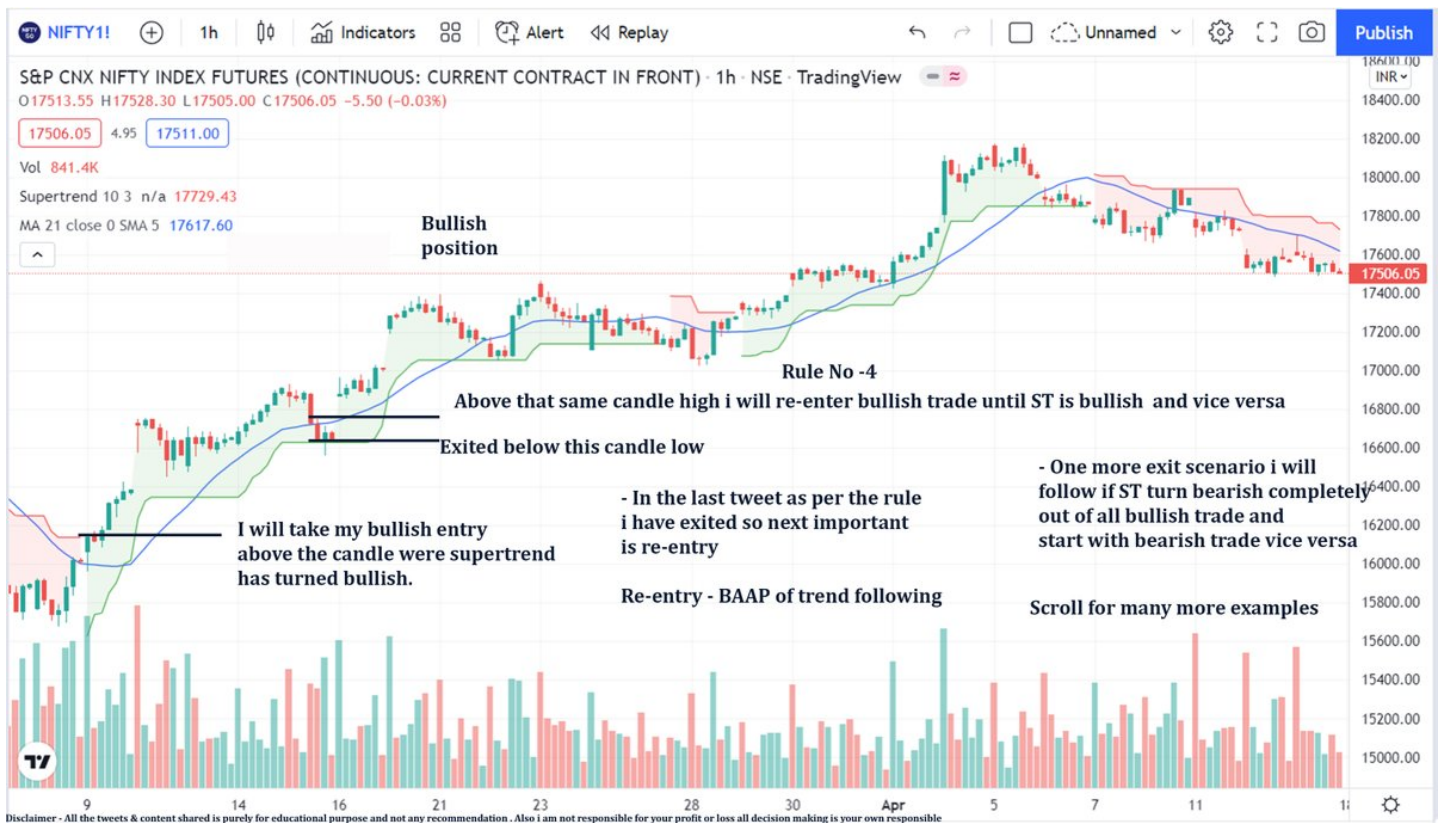 NIFTY 50 NIFTY1! 1h Indicators Alert Replay Unnamed Publish
S&P CNX NIFTY INDEX FUTURES (CONTINUOUS: CURRENT CONTRACT IN FRONT) · 1h · NSE · TradingView
O17513.55 H17528.30 L17505.00 C17506.05 -5.50 (-0.03%)
17506.05 4.95 17511.00
Vol 841.4K
Supertrend 10 3 n/a 17729.43
MA 21 close 0 SMA 5 17617.60
Bullish
position
Rule No -4
Above that same candle high i will re-enter bullish trade until ST is bullish and vice versa
Exited below this candle low
I will take my bullish entry
above the candle were supertrend
has turned bullish.
- In the last tweet as per the rule
i have exited so next important
is re-entry
Re-entry - BAAP of trend following
- One more exit scenario i will
follow if ST turn bearish completely
out of all bullish trade and
start with bearish trade vice versa
Scroll for many more examples
18600.00
INR
18400.00
18200.00
18000.00
17800.00
17600.00
17506.05
17400.00
17200.00
17000.00
16800.00
16600.00
16400.00
16200.00
16000.00
15800.00
15600.00
15400.00
15200.00
15000.00
9 14 16 21 23 28 30 Apr 5 7 11 18
Disclaimer - All the tweets & content shared is purely for educational purpose and not any recommendation . Also i am not responsible for your profit or loss all decision making is your own responsible